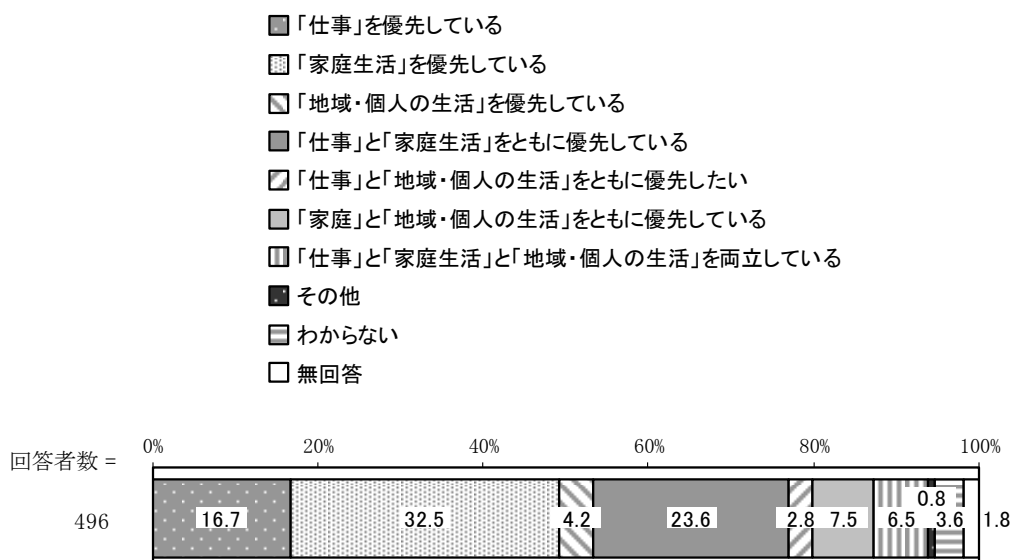 「仕事」を優先している
「家庭生活」を優先している
「地域・個人の生活」を優先している
「仕事」と「家庭生活」をともに優先している
「仕事」と「地域・個人の生活」をともに優先したい
「家庭」と「地域・個人の生活」をともに優先している
「仕事」と「家庭生活」と「地域・個人の生活」を両立している
その他
わからない
無回答
回答者数 =
0% 20% 40% 60% 80% 100%
496 16.7 32.5 4.2 23.6 2.8 7.5 6.5 0.8 3.6 1.8